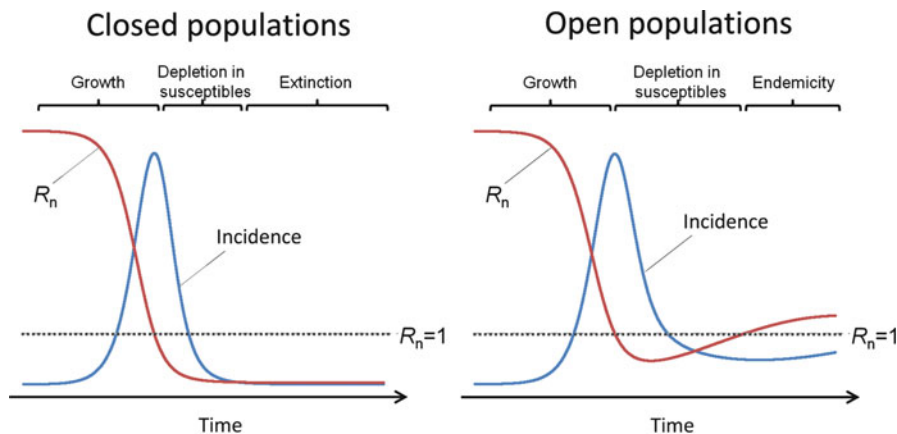 Closed populations
Growth
Depletion in
susceptibles
Extinction
Rn
Incidence
Rn=1
Time
Open populations
Growth
Depletion in
susceptibles
Endemicity
Rn
Incidence
Rn=1
Time